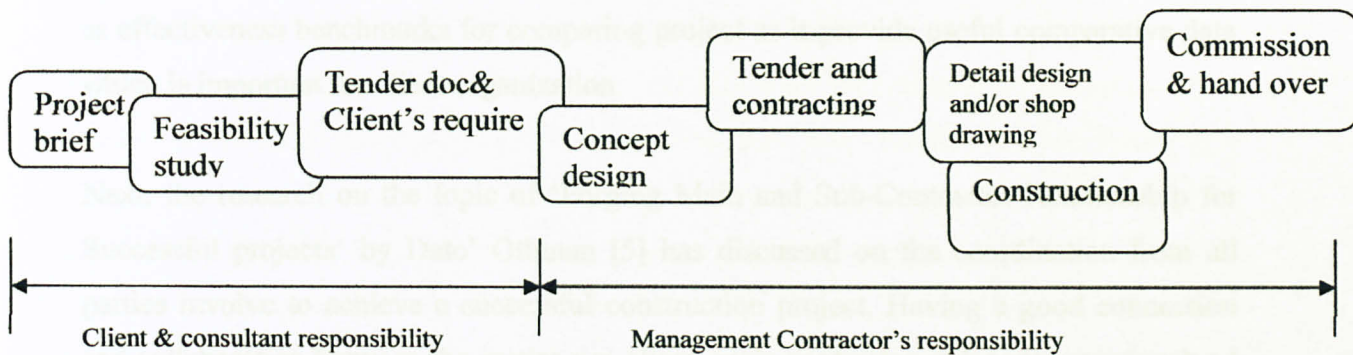 Project
brief
Feasibility
study
Tender doc &
Client's require
Concept
design
Tender and
contracting
Detail design
and/or shop
drawing
Construction
Commission
& hand over
Client & consultant responsibility
Management Contractor's responsibility